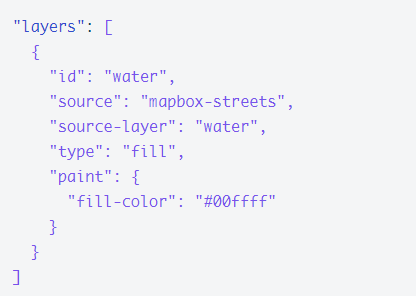 "layers": [
  {
    "id": "water",
    "source": "mapbox-streets",
    "source-layer": "water",
    "type": "fill",
    "paint": {
      "fill-color": "#00ffff"
    }
  }
]